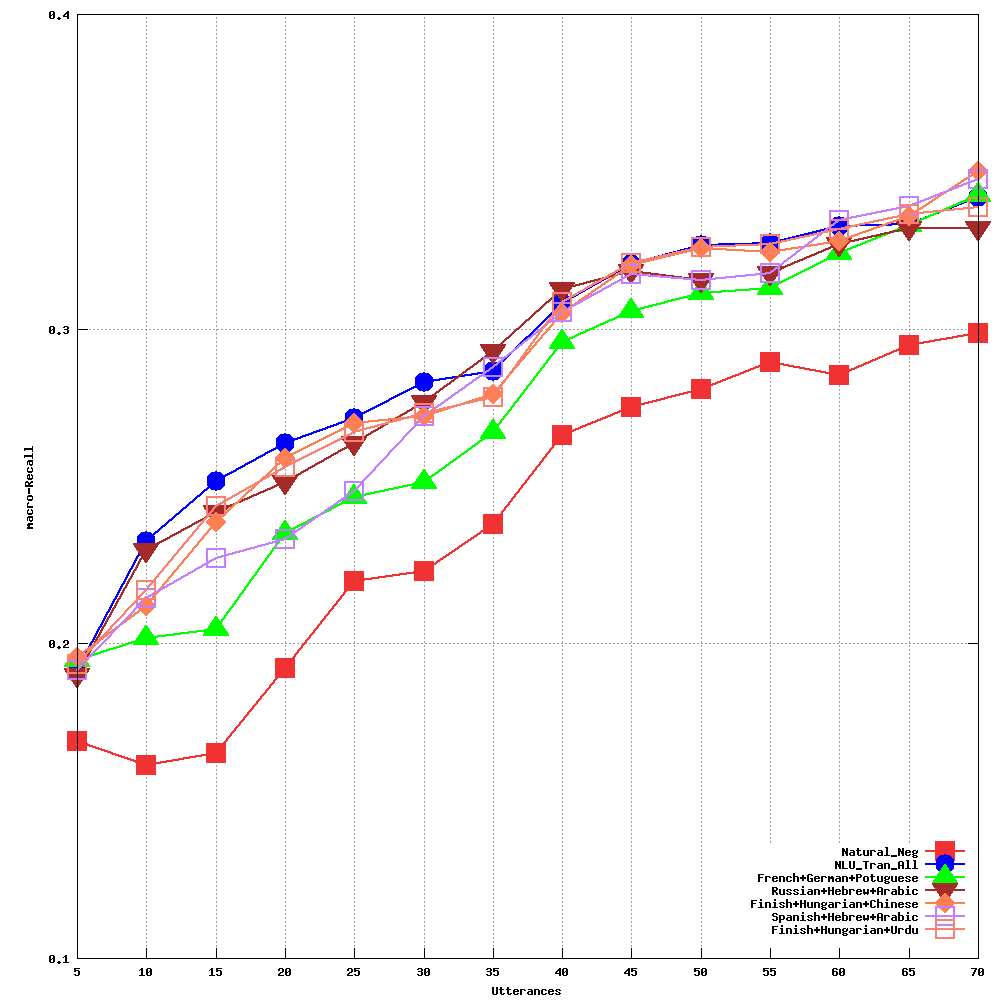 0.4
0.3
0.2
0.1
Macro-Recall
5 10 15 20 25 30 35 40 45 50 55 60 65 70
Utterances
Natural_Neg
NLU_Tran_All
French+German+Potuguese
Russian+Hebrew+Arabic
Finish+Hungarian+Chinese
Spanish+Hebrew+Arabic
Finish+Hungarian+Urdu